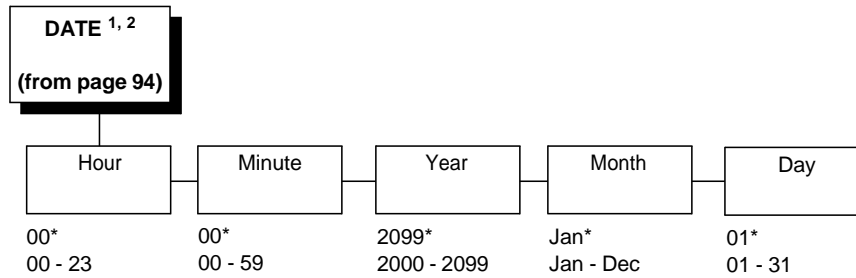 DATE 1, 2
(from page 94)
Hour
Minute
Year
Month
Day
00*
00*
2099*
Jan*
01*
00 - 23
00 - 59
2000 - 2099
Jan - Dec
01 - 31